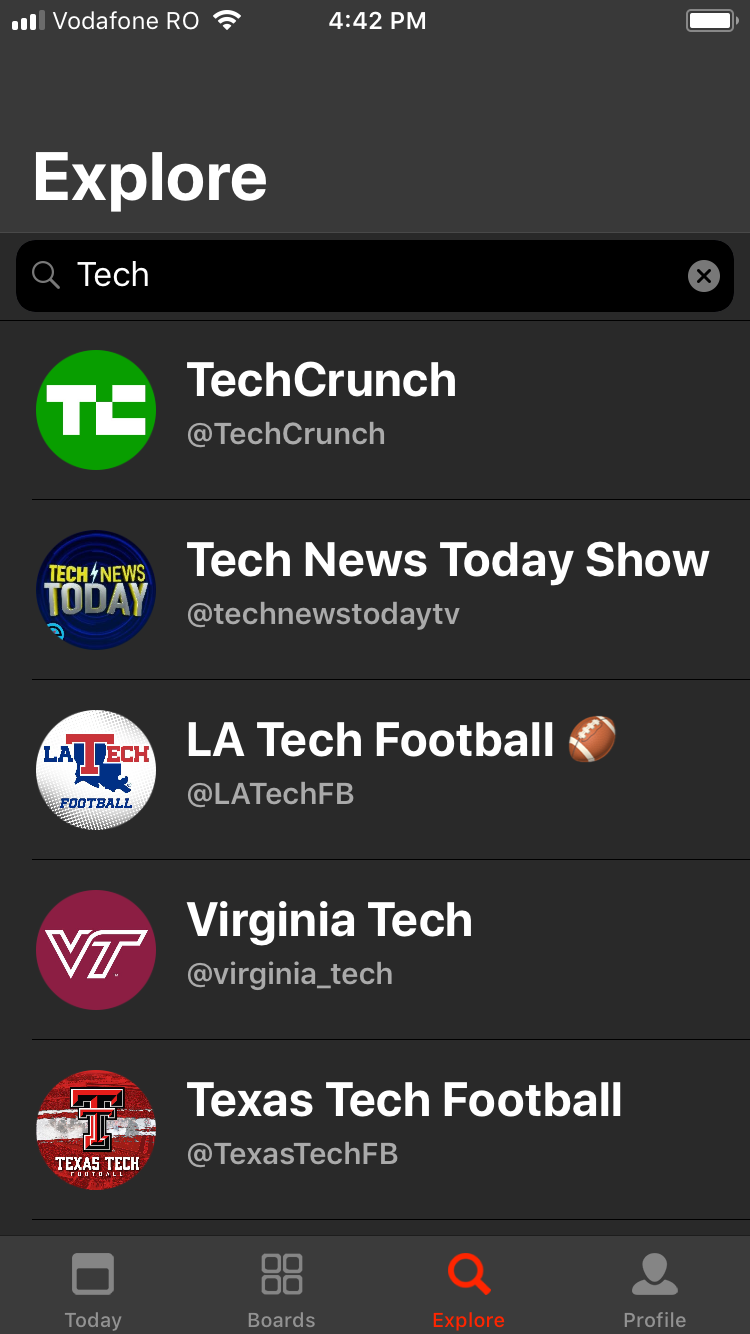 Vodafone RO 4:42 PM
Explore
Tech
TC
TechCrunch
@TechCrunch
TECH NEWS
TODAY
Tech News Today Show
@technewstodaytv
LA TECH
FOOTBALL
LA Tech Football 🏈
@LATechFB
VT
Virginia Tech
@virginia_tech
TEXAS TECH
FOOTBALL
Texas Tech Football
@TexasTechFB
Today Boards Explore Profile